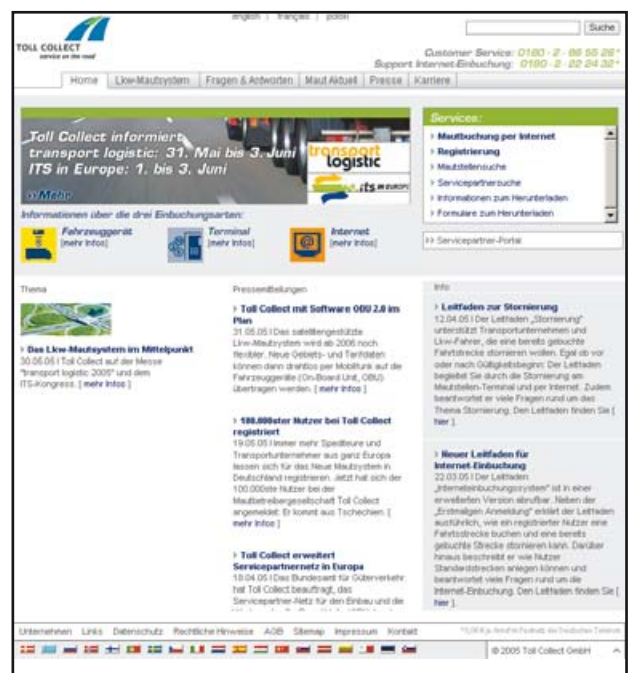 english | français | polski
Suche
TOLL COLLECT
service on the road
Customer Service: 0180 - 2 - 86 55 28*
Support Internet-Einbuchung: 0180 - 2 - 22 24 32*
Home
Lkw-Mautsystem
Fragen & Antworten
Maut Aktuell
Presse
Karriere
Toll Collect informiert
transport logistic: 31. Mai bis 3. Juni
ITS in Europe: 1. bis 3. Juni
»Mehr
transport
logistic
its in EUROPE
Services:
› Mautbuchung per Internet
› Registrierung
› Mautstellensuche
› Servicepartnersuche
› Informationen zum Herunterladen
› Formulare zum Herunterladen
›› Servicepartner-Portal
Informationen über die drei Einbuchungsarten:
Fahrzeuggerät
[mehr Infos]
Terminal
[mehr Infos]
Internet
[mehr Infos]
Thema
› Das Lkw-Mautsystem im Mittelpunkt
30.05.05 I Toll Collect auf der Messe
"transport logistic 2005" und dem
ITS-Kongress. [ mehr Infos ]
Pressemitteilungen
› Toll Collect mit Software OBU 2.0 im
Plan
31.05.05 I Das satellitengestützte
Lkw-Mautsystem wird ab 2006 noch
flexibler. Neue Gebiets- und Tarifdaten
können dann drahtlos per Mobilfunk auf die
Fahrzeuggeräte (On-Board Unit, OBU)
übertragen werden. [ mehr Infos ]
› 100.000ster Nutzer bei Toll Collect
registriert
19.05.05 I Immer mehr Spediteure und
Transportunternehmer aus ganz Europa
lassen sich für das Neue Mautsystem in
Deutschland registrieren. Jetzt hat sich der
100.000ste Nutzer bei der
Mautbetreibergesellschaft Toll Collect
angemeldet: Er kommt aus Tschechien. [
mehr Infos ]
› Toll Collect erweitert
Servicepartnernetz in Europa
18.04.05 I Das Bundesamt für Güterverkehr
hat Toll Collect beauftragt, das
Servicepartner-Netz für den Einbau und die
Info
› Leitfaden zur Stornierung
12.04.05 I Der Leitfaden „Stornierung"
unterstützt Transportunternehmen und
Lkw-Fahrer, die eine bereits gebuchte
Fahrtstrecke stornieren wollen. Egal ob vor
oder nach Gültigkeitsbeginn: Der Leitfaden
begleitet Sie durch die Stornierung am
Mautstellen-Terminal und per Internet. Zudem
beantwortet er viele Fragen rund um das
Thema Stornierung. Den Leitfaden finden Sie [
hier ].
› Neuer Leitfaden für
Internet-Einbuchung
22.03.05 I Der Leitfaden
„Interneteinbuchungssystem" ist in einer
erweiterten Version abrufbar. Neben der
„Erstmaligen Anmeldung" erklärt der Leitfaden
ausführlich, wie ein registrierter Nutzer eine
Fahrtstrecke buchen und eine bereits
gebuchte Strecke stornieren kann. Darüber
hinaus beschreibt er wie Nutzer
Standardstrecken anlegen können und
beantwortet viele Fragen rund um die
Internet-Einbuchung. Den Leitfaden finden Sie [
hier ].
Unternehmen Links Datenschutz Rechtliche Hinweise AGB Sitemap Impressum Kontakt
© 2005 Toll Collect GmbH